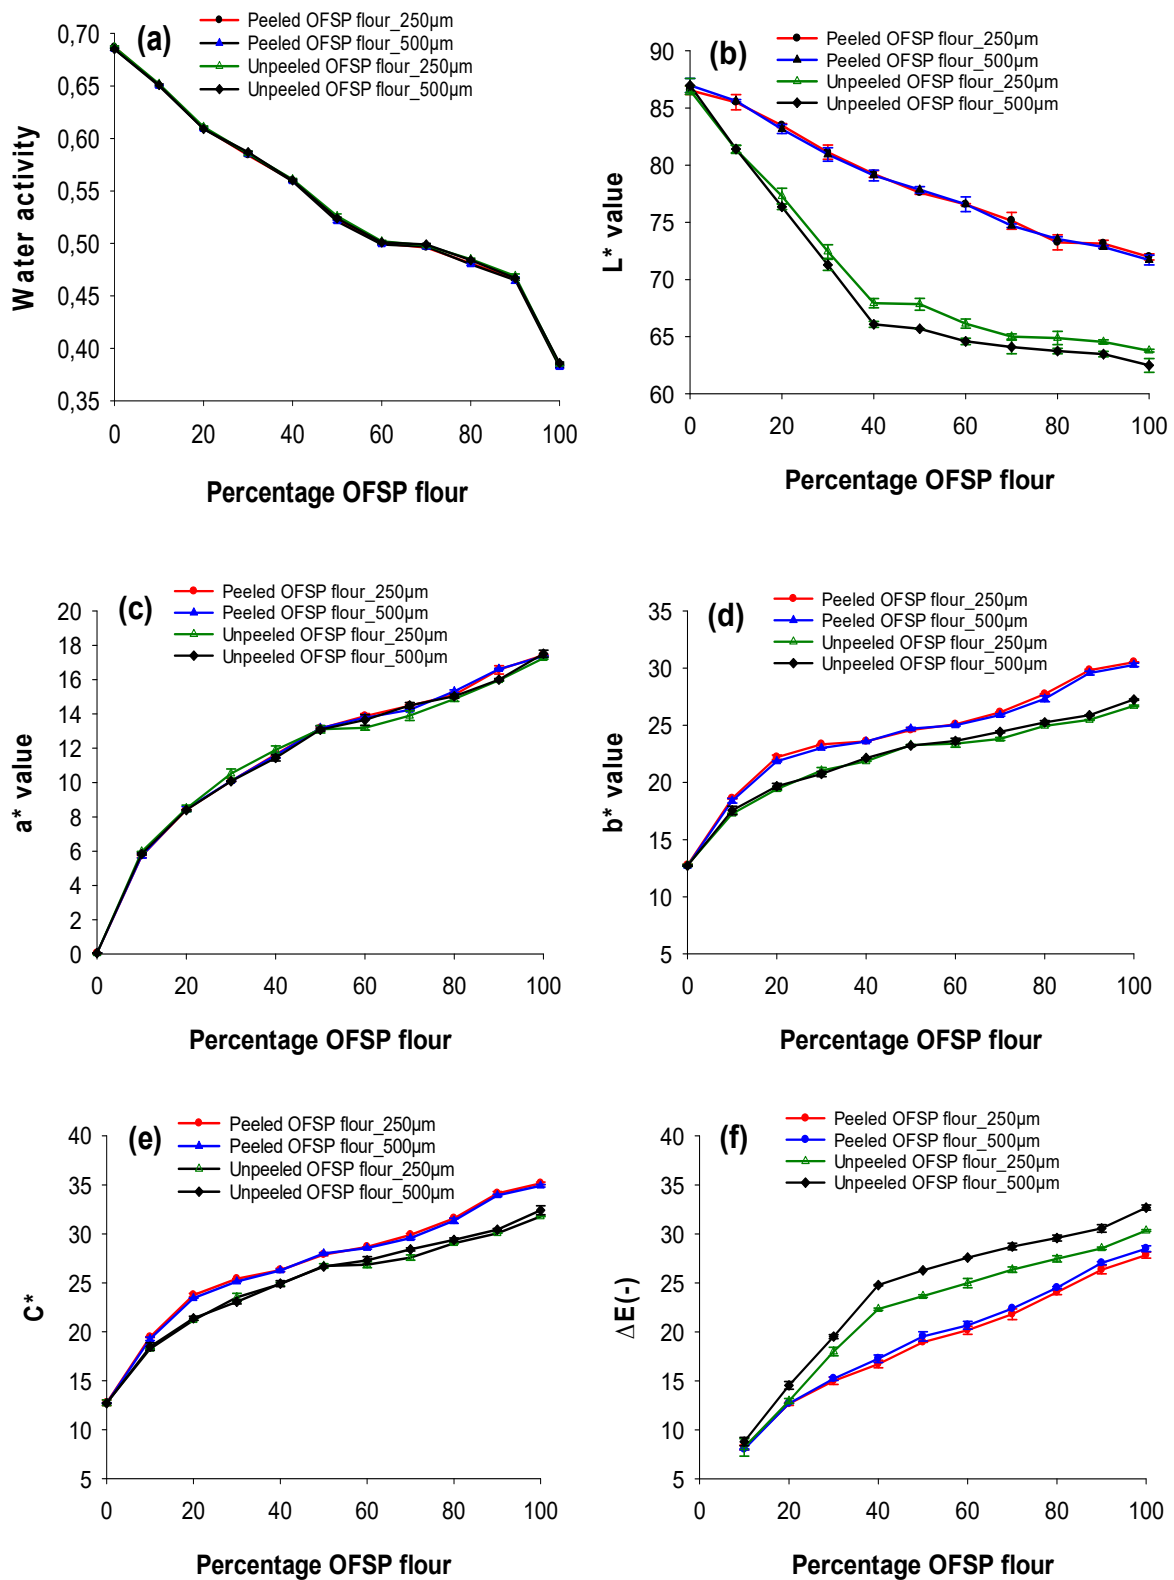 (a)
Peeled OFSP flour_250µm
Peeled OFSP flour_500µm
Unpeeled OFSP flour_250µm
Unpeeled OFSP flour_500µm
0,70
0,65
0,60
0,55
0,50
0,45
0,40
0,35
Water activity
0 20 40 60 80 100
Percentage OFSP flour
(b)
Peeled OFSP flour_250µm
Peeled OFSP flour_500µm
Unpeeled OFSP flour_250µm
Unpeeled OFSP flour_500µm
90
85
80
75
70
65
60
L* value
0 20 40 60 80 100
Percentage OFSP flour
(c)
Peeled OFSP flour_250µm
Peeled OFSP flour_500µm
Unpeeled OFSP flour_250µm
Unpeeled OFSP flour_500µm
20
18
16
14
12
10
8
6
4
2
0
a* value
0 20 40 60 80 100
Percentage OFSP flour
(d)
Peeled OFSP flour_250µm
Peeled OFSP flour_500µm
Unpeeled OFSP flour_250µm
Unpeeled OFSP flour_500µm
35
30
25
20
15
10
5
b* value
0 20 40 60 80 100
Percentage OFSP flour
(e)
Peeled OFSP flour_250µm
Peeled OFSP flour_500µm
Unpeeled OFSP flour_250µm
Unpeeled OFSP flour_500µm
40
35
30
25
20
15
10
5
C*
0 20 40 60 80 100
Percentage OFSP flour
(f)
Peeled OFSP flour_250µm
Peeled OFSP flour_500µm
Unpeeled OFSP flour_250µm
Unpeeled OFSP flour_500µm
40
35
30
25
20
15
10
5
ΔE(-)
0 20 40 60 80 100
Percentage OFSP flour